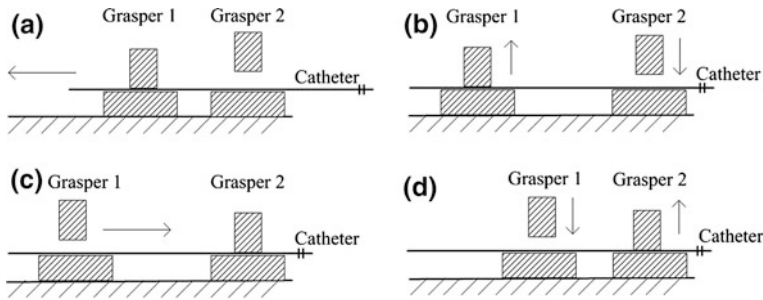 (a)
Grasper 1 Grasper 2
Catheter
(b)
Grasper 1 Grasper 2
Catheter
(c)
Grasper 1 Grasper 2
Catheter
(d)
Grasper 1 Grasper 2
Catheter